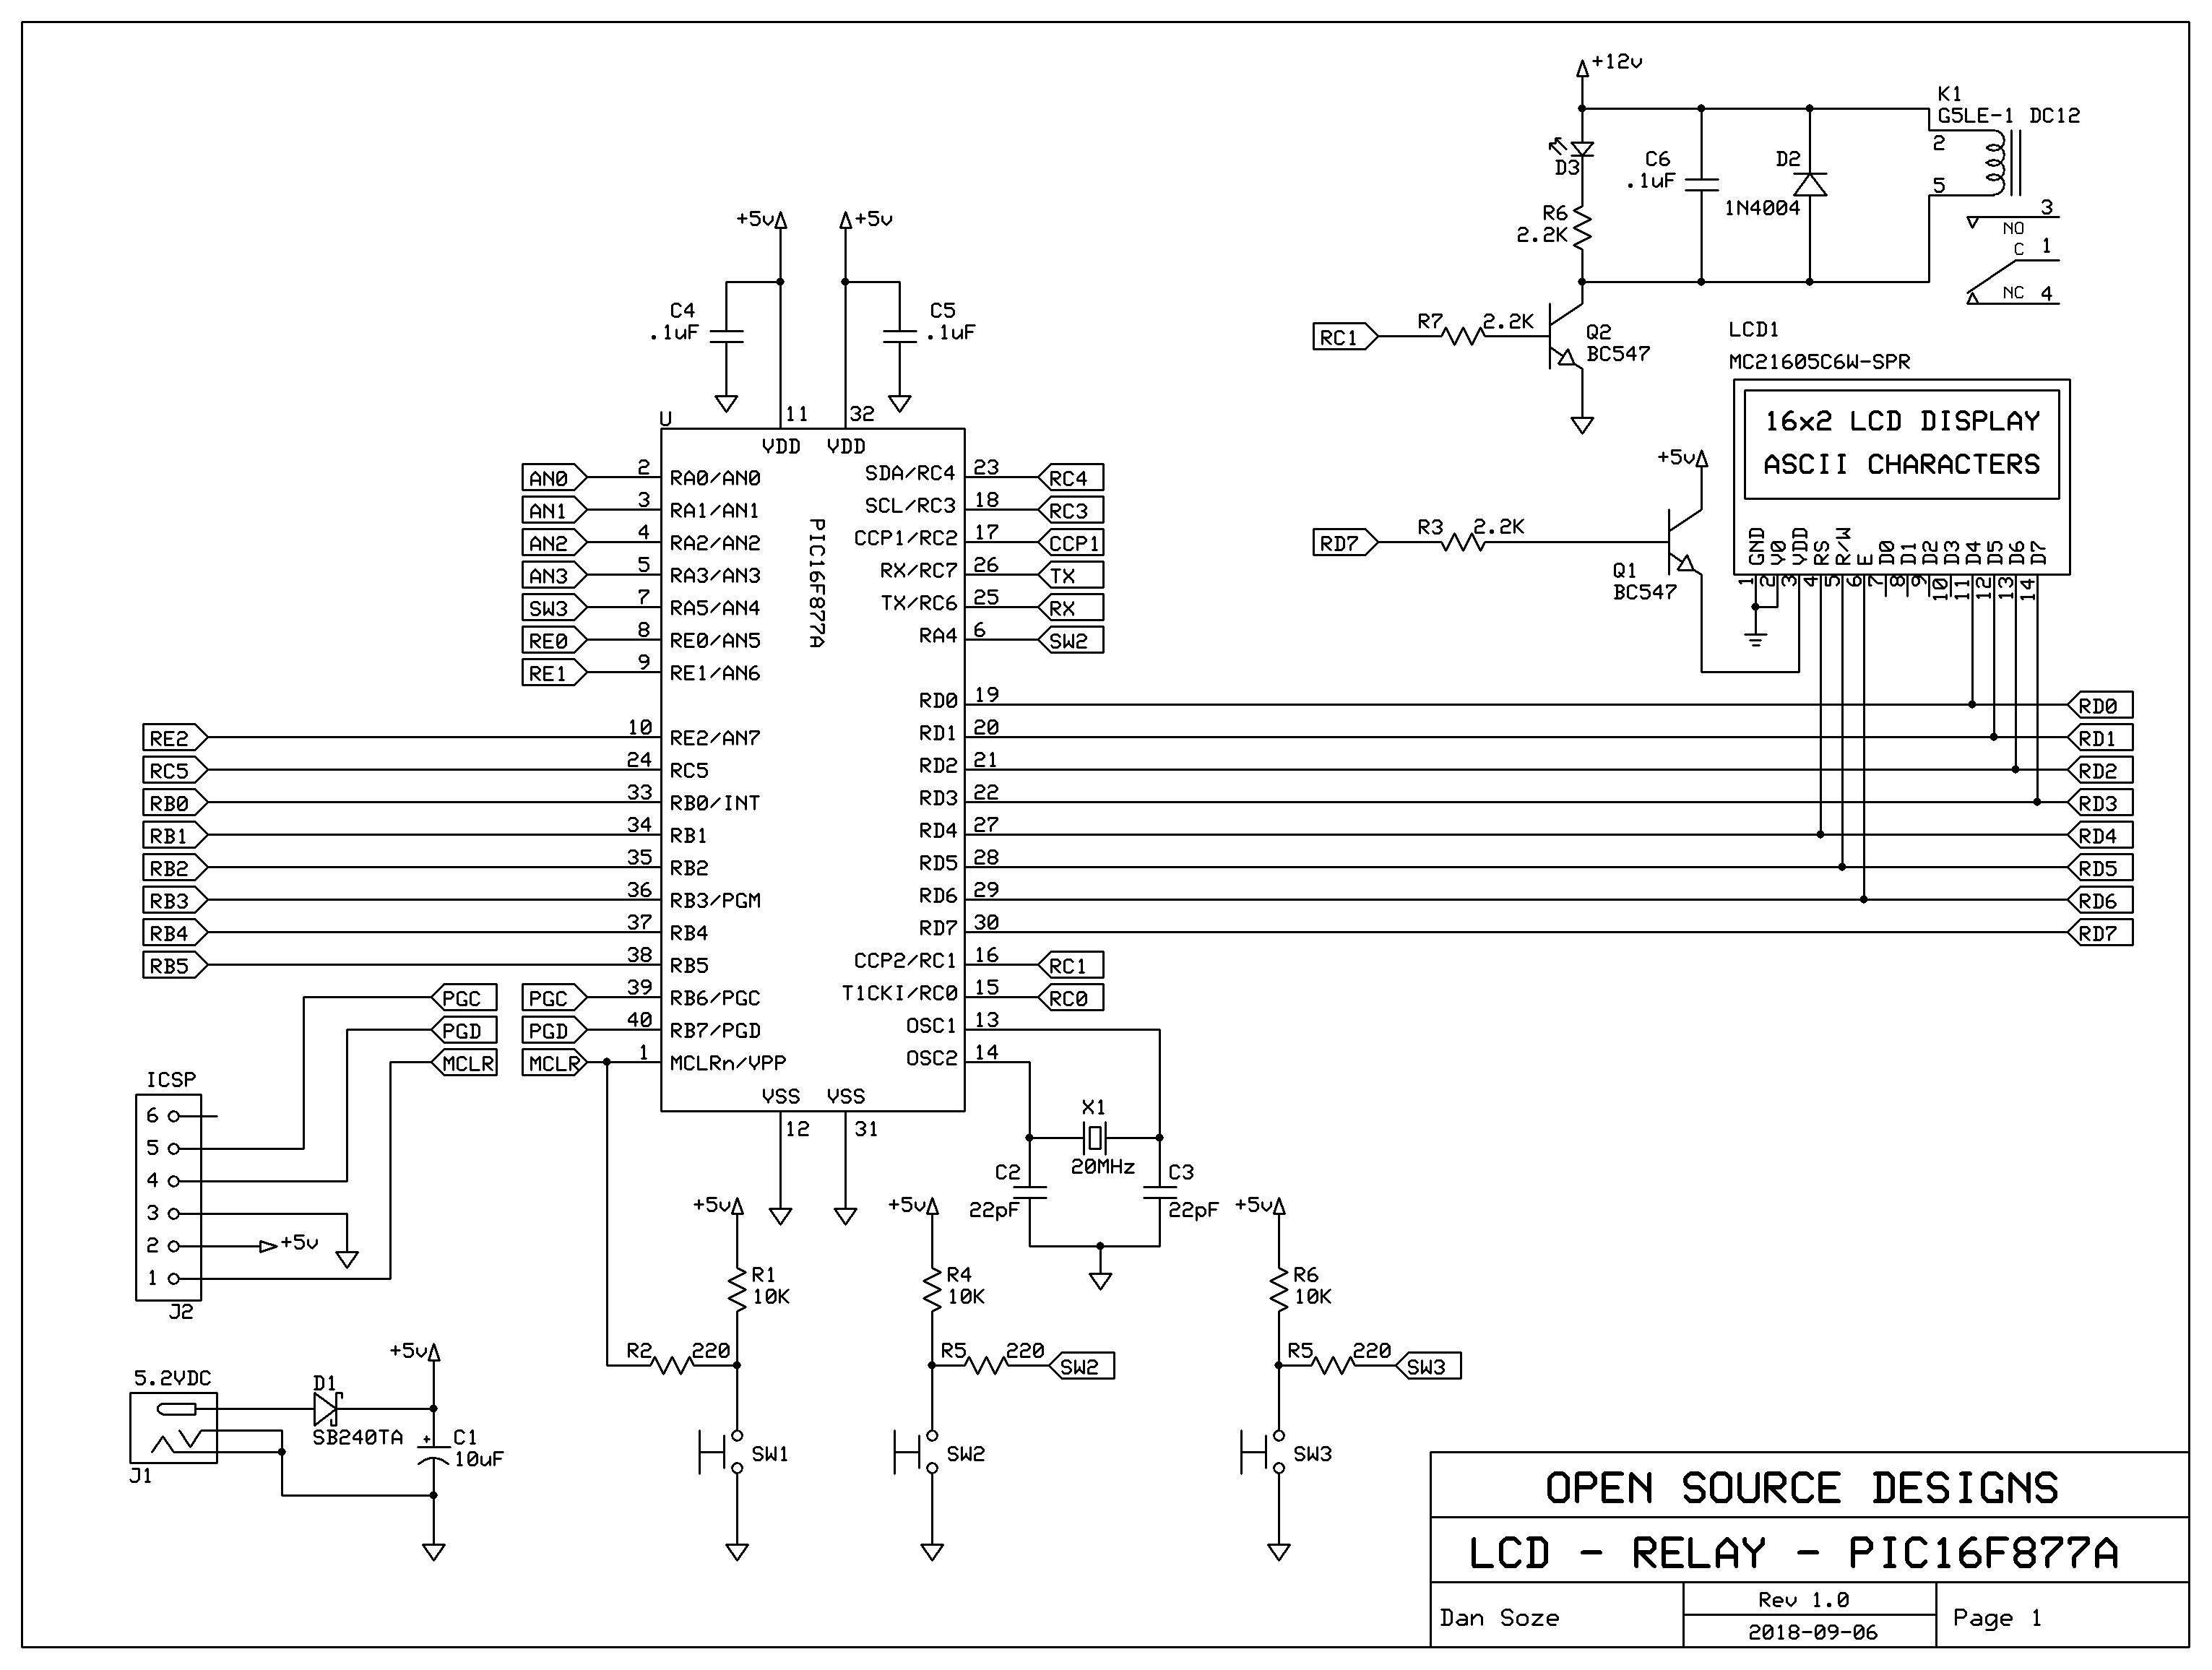 +12v
K1
G5LE-1 DC12
2
D3
C6
.1uF
D2
1N4004
5
R6
2.2K
3
NO
C 1
NC 4
+5v
+5v
C4
.1uF
C5
.1uF
RC1
R7 2.2K
Q2
BC547
LCD1
MC21605C6W-SPR
16x2 LCD DISPLAY
ASCII CHARACTERS
GND
V0
VDD
RS
R/W
E
D0
D1
D2
D3
D4
D5
D6
D7
1
2
3
4
5
6
7
8
9
10
11
12
13
14
+5v
RD7
R3 2.2K
Q1
BC547
U
11
32
VDD VDD
PIC16F877A
AN0 2 RA0/AN0
AN1 3 RA1/AN1
AN2 4 RA2/AN2
AN3 5 RA3/AN3
SW3 7 RA5/AN4
RE0 8 RE0/AN5
RE1 9 RE1/AN6
RE2 10 RE2/AN7
RC5 24 RC5
RB0 33 RB0/INT
RB1 34 RB1
RB2 35 RB2
RB3 36 RB3/PGM
RB4 37 RB4
RB5 38 RB5
PGC 39 RB6/PGC
PGD 40 RB7/PGD
MCLR 1 MCLRn/VPP
SDA/RC4 23 RC4
SCL/RC3 18 RC3
CCP1/RC2 17 CCP1
RX/RC7 26 TX
TX/RC6 25 RX
RA4 6 SW2
RD0 19 RD0
RD1 20 RD1
RD2 21 RD2
RD3 22 RD3
RD4 27 RD4
RD5 28 RD5
RD6 29 RD6
RD7 30 RD7
CCP2/RC1 16 RC1
T1CKI/RC0 15 RC0
OSC1 13
OSC2 14
VSS VSS
12
31
PGC
PGD
MCLR
ICSP
6
5
4
3
2 +5v
1
J2
X1
20MHz
C2
22pF
C3
22pF
+5v
R1
10K
R2 220
SW1
+5v
R4
10K
R5 220 SW2
SW2
+5v
R6
10K
R5 220 SW3
SW3
+5v
5.2VDC
D1
SB240TA
+
C1
10uF
J1
OPEN SOURCE DESIGNS
LCD - RELAY - PIC16F877A
Dan Soze
Rev 1.0
2018-09-06
Page 1